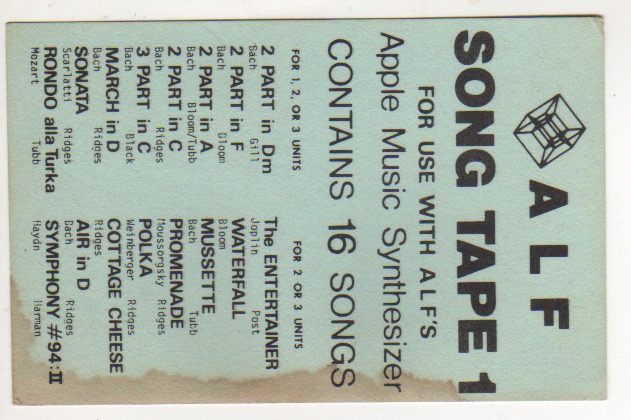 ALF
SONG TAPE 1
FOR USE WITH ALF'S
Apple Music Synthesizer
CONTAINS 16 SONGS
FOR 1, 2, OR 3 UNITS
2 PART in Dm
Bach Gill
2 PART in F
Bach Bloom
2 PART in A
Bach Bloom/Tubb
2 PART in C
Bach Ridges
3 PART in C
Bach Black
MARCH in D
Bach Ridges
SONATA
Scarlatti Ridges
RONDO alla Turka
Mozart Tubb
FOR 2 OR 3 UNITS
The ENTERTAINER
Joplin Post
WATERFALL
Bloom
MUSSETTE
Bach Tubb
PROMENADE
Moussorgsky Ridges
POLKA
Weinberger Ridges
COTTAGE CHEESE
Ridges
AIR in D
Bach Ridges
SYMPHONY #94:II
Haydn Harman